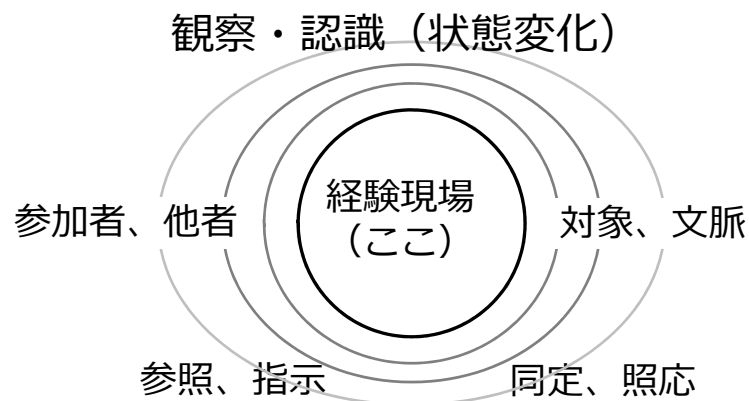 観察・認識（状態変化）
経験現場
（ここ）
参加者、他者
対象、文脈
参照、指示
同定、照応